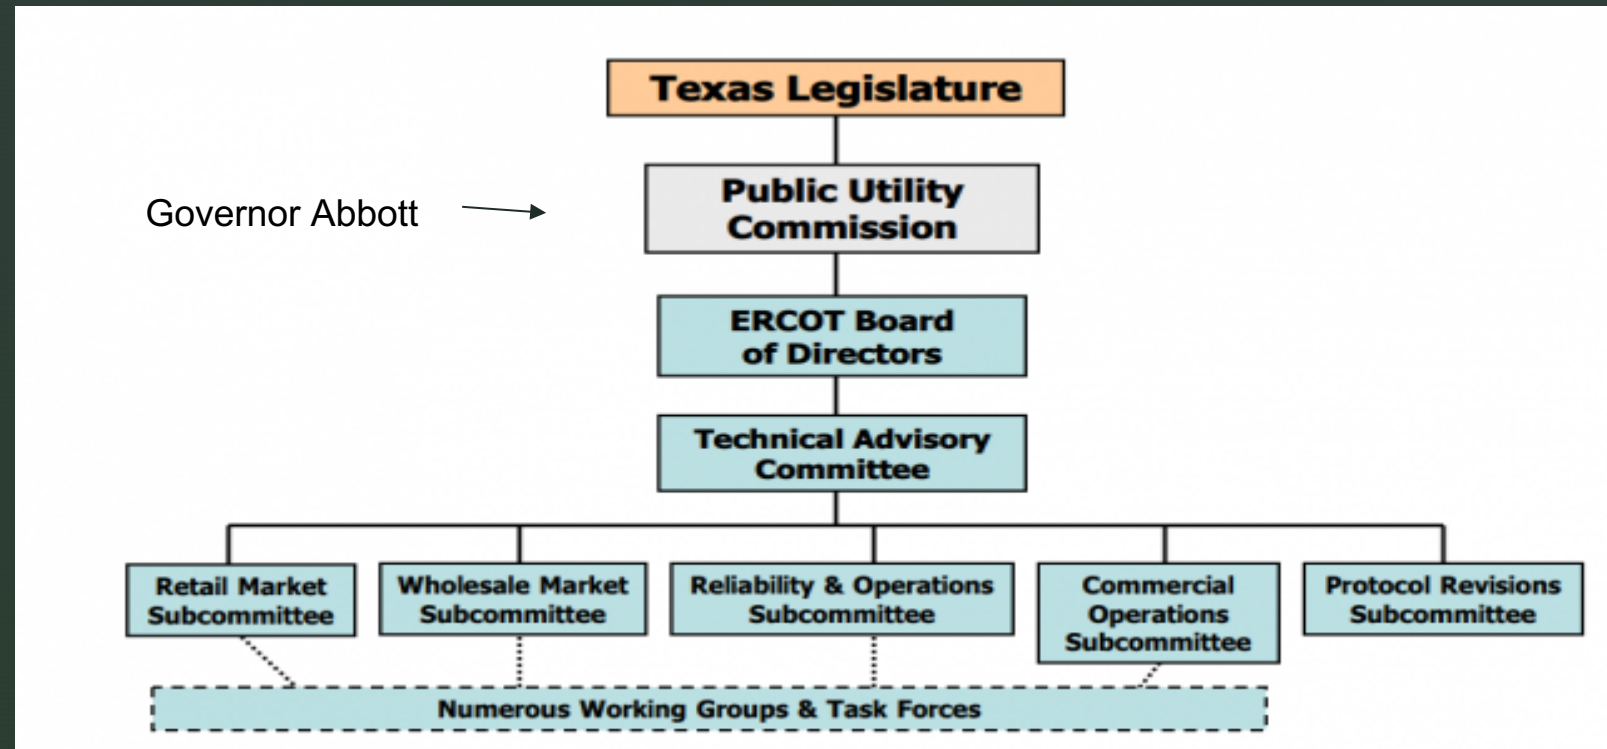 Texas Legislature
Public Utility
Commission
Governor Abbott
ERCOT Board
of Directors
Technical Advisory
Committee
Retail Market
Subcommittee
Wholesale Market
Subcommittee
Reliability & Operations
Subcommittee
Commercial
Operations
Subcommittee
Protocol Revisions
Subcommittee
Numerous Working Groups & Task Forces